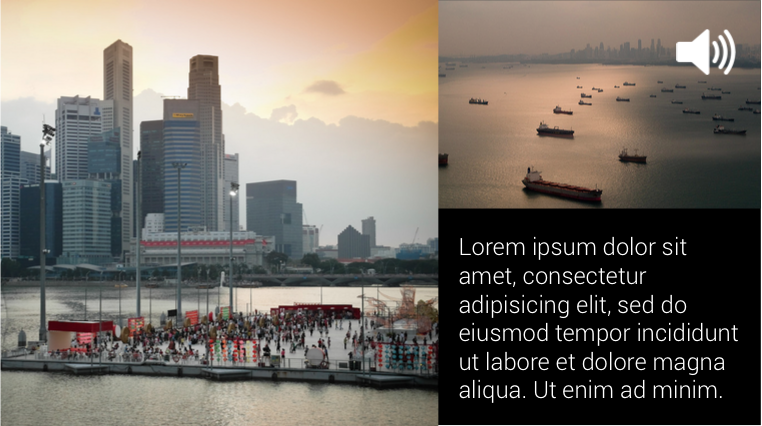 Lorem ipsum dolor sit
amet, consectetur
adipisicing elit, sed do
eiusmod tempor incididunt
ut labore et dolore magna
aliqua. Ut enim ad minim.